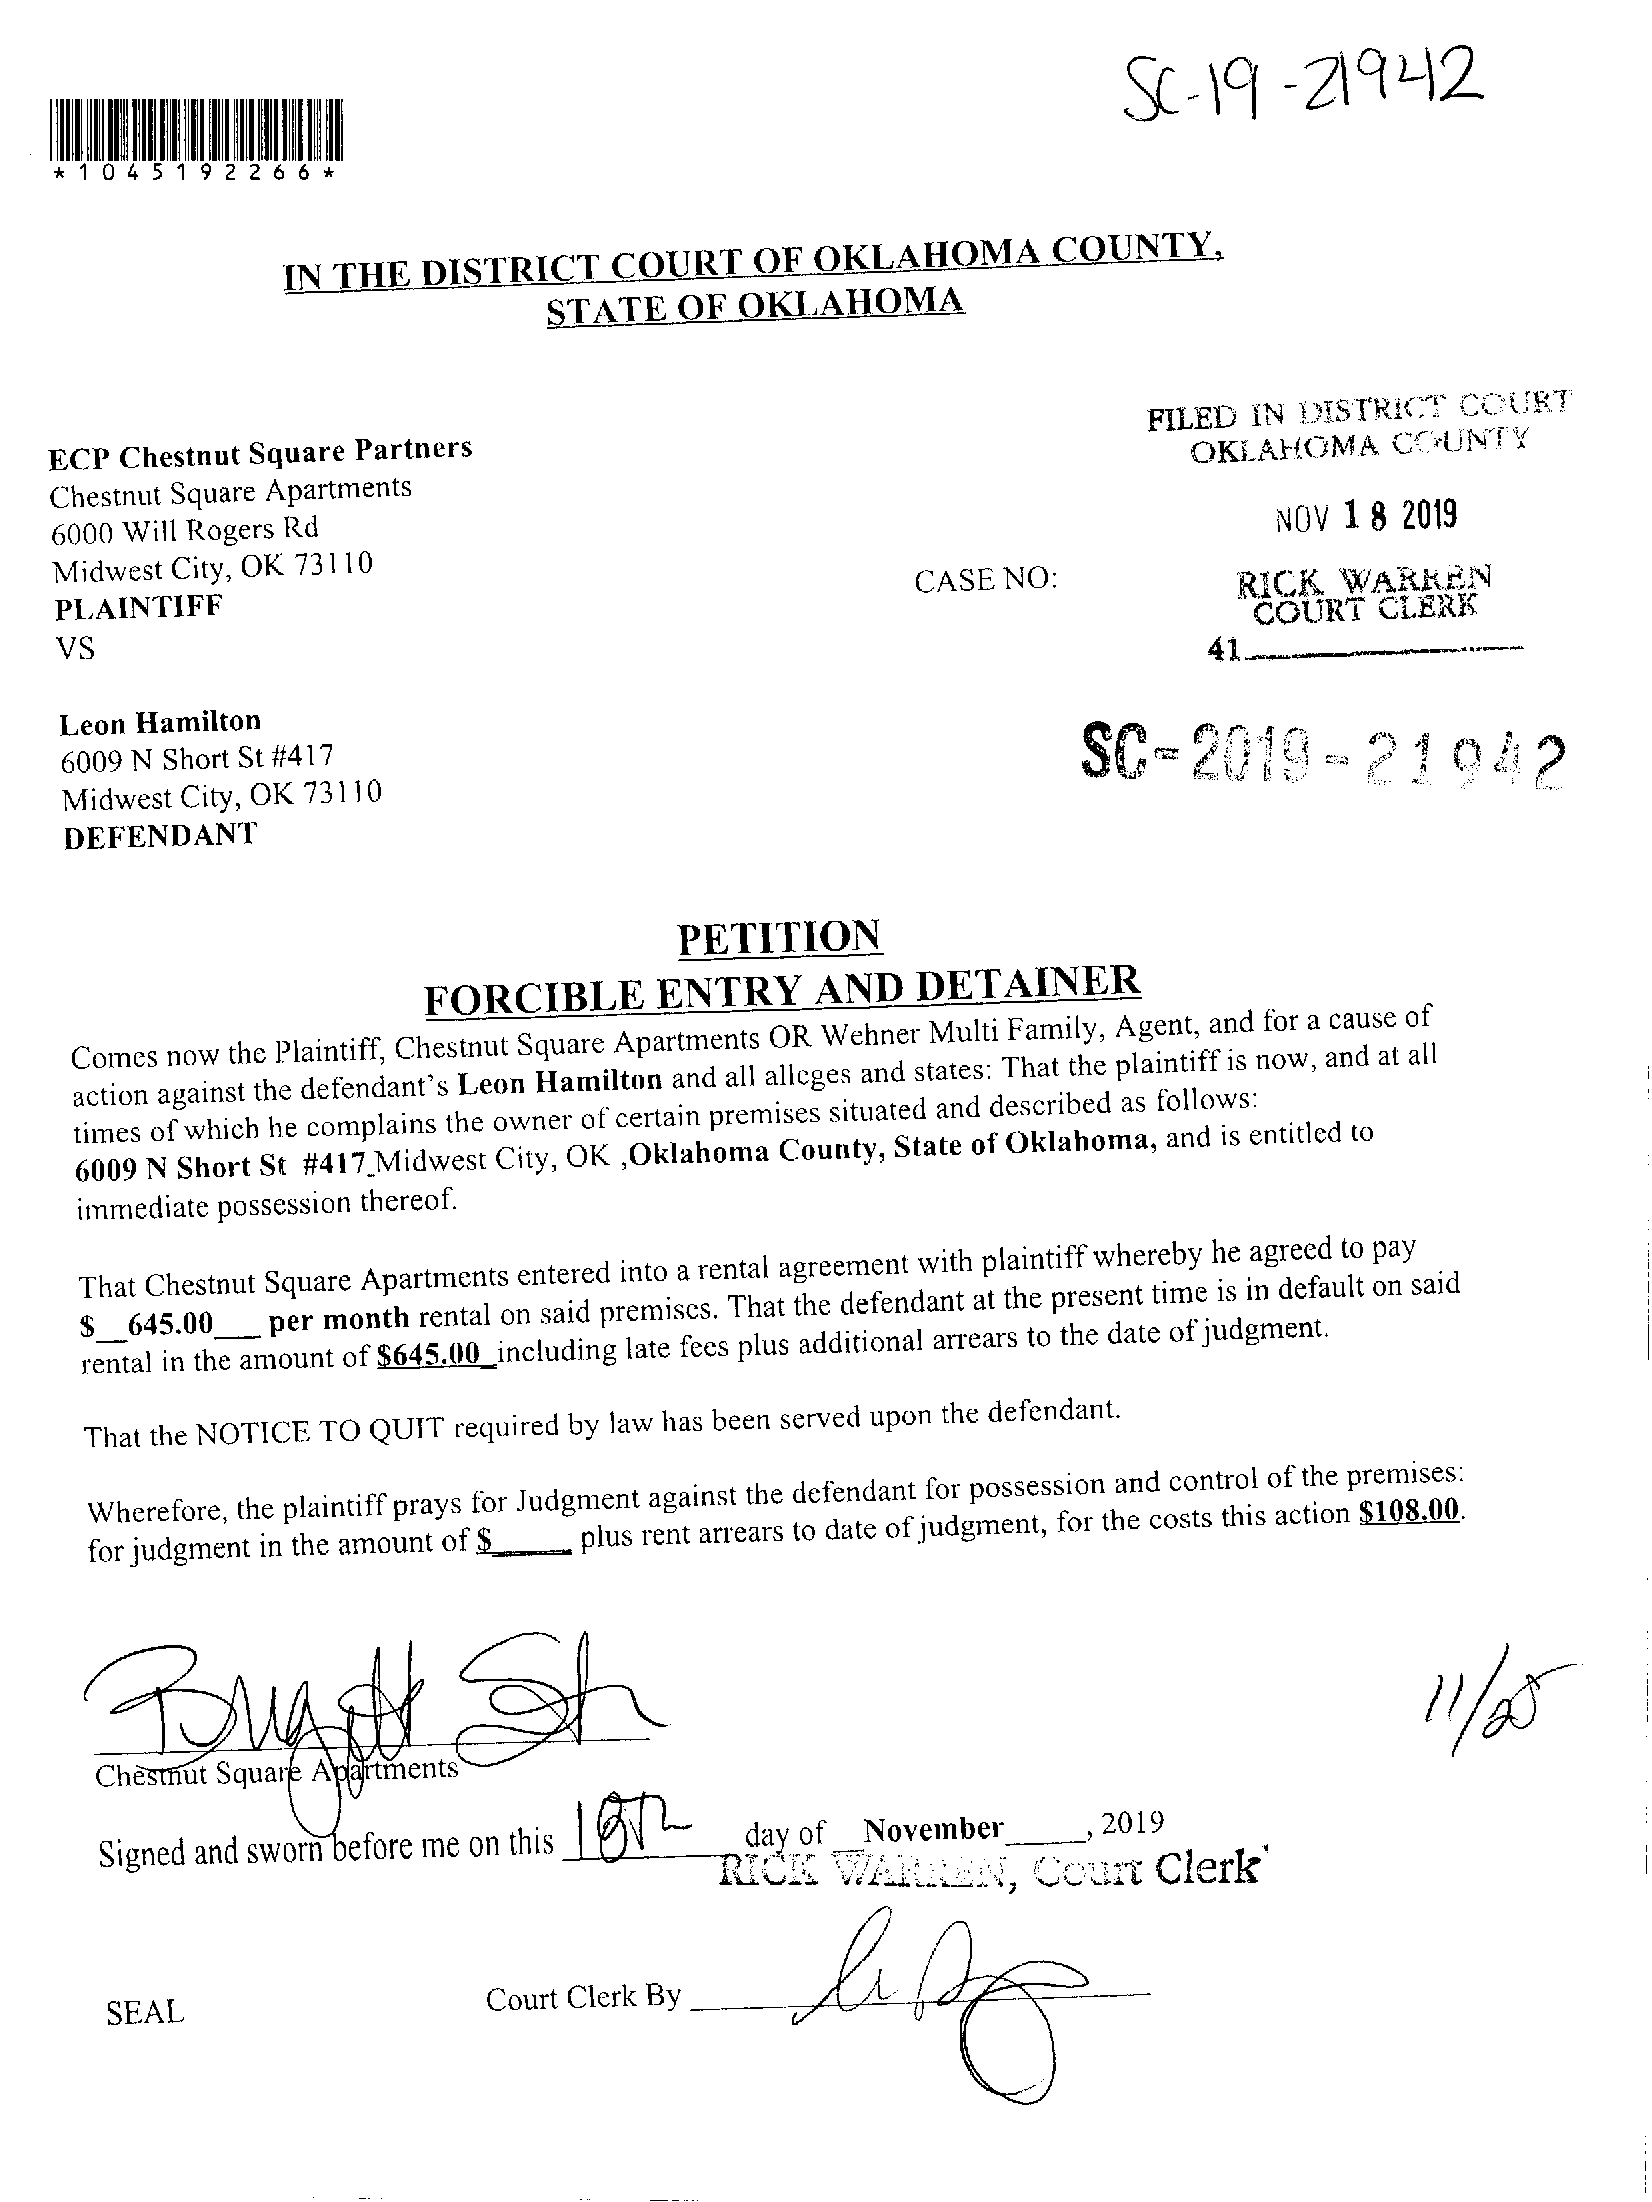 SC-19-21942
*1045192266*
IN THE DISTRICT COURT OF OKLAHOMA COUNTY,
STATE OF OKLAHOMA
FILED IN DISTRICT COURT
OKLAHOMA COUNTY
NOV 18 2019
RICK WARREN
COURT CLERK
41
ECP Chestnut Square Partners
Chestnut Square Apartments
6000 Will Rogers Rd
Midwest City, OK 73110
PLAINTIFF
VS
CASE NO:
SC-2019-21942
Leon Hamilton
6009 N Short St #417
Midwest City, OK 73110
DEFENDANT
PETITION
FORCIBLE ENTRY AND DETAINER
Comes now the Plaintiff, Chestnut Square Apartments OR Wehner Multi Family, Agent, and for a cause of
action against the defendant's Leon Hamilton and all alleges and states: That the plaintiff is now, and at all
times of which he complains the owner of certain premises situated and described as follows:
6009 N Short St #417 Midwest City, OK ,Oklahoma County, State of Oklahoma, and is entitled to
immediate possession thereof.
That Chestnut Square Apartments entered into a rental agreement with plaintiff whereby he agreed to pay
$__645.00___ per month rental on said premises. That the defendant at the present time is in default on said
rental in the amount of $645.00_including late fees plus additional arrears to the date of judgment.
That the NOTICE TO QUIT required by law has been served upon the defendant.
Wherefore, the plaintiff prays for Judgment against the defendant for possession and control of the premises:
for judgment in the amount of $_____ plus rent arrears to date of judgment, for the costs this action $108.00.
11/25
Chestnut Square Apartments
Signed and sworn before me on this 18th day of November_____, 2019
RICK WARREN, Court Clerk
SEAL
Court Clerk By